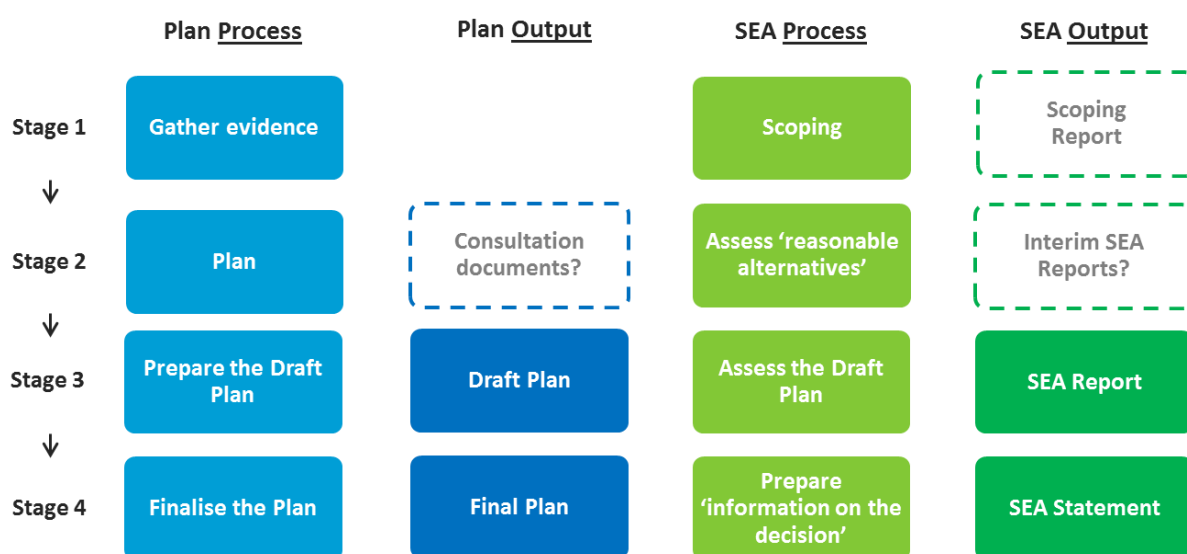 Plan Process
Plan Output
SEA Process
SEA Output
Stage 1
Gather evidence
Scoping
Scoping
Report
Stage 2
Plan
Consultation
documents?
Assess ‘reasonable
alternatives’
Interim SEA
Reports?
Stage 3
Prepare the Draft
Plan
Draft Plan
Assess the Draft
Plan
SEA Report
Stage 4
Finalise the Plan
Final Plan
Prepare
‘information on the
decision’
SEA Statement